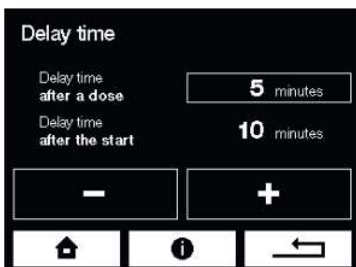 Delay time
Delay time
after a dose
5 minutes
Delay time
after the start
10 minutes
− +
i